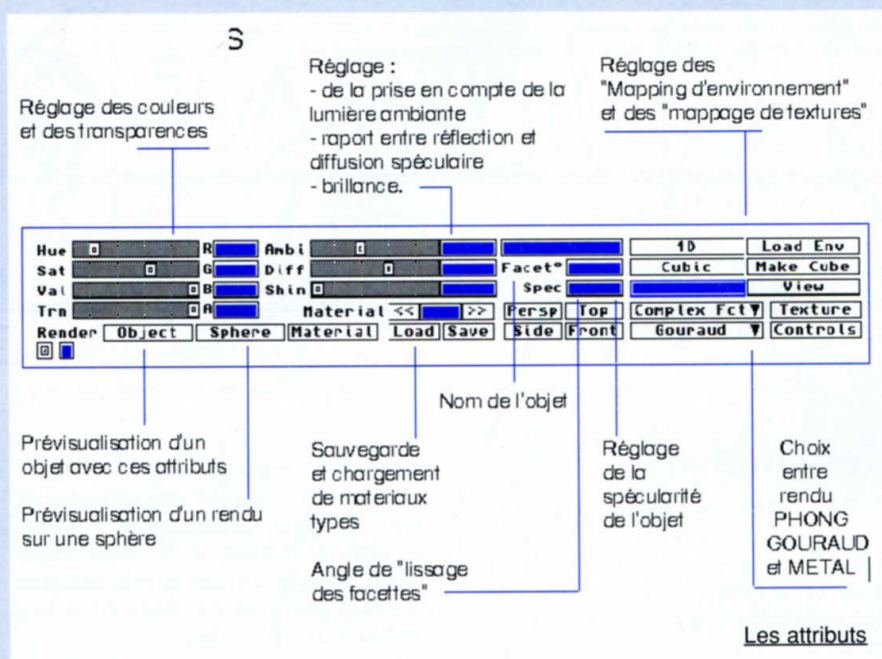 S
Réglage des couleurs
et des transparences
Réglage :
- de la prise en compte de la
lumière ambiante
- raport entre réflection et
diffusion spéculaire
- brillance.
Réglage des
"Mapping d'environnement"
et des "mappage de textures"
Hue R Ambi 1D Load Env
Sat G Diff Facet° Cubic Make Cube
Val B Shin Spec View
Trn A Material << >> Persp Top Complex Fct▼ Texture
Render Object Sphere Material Load Save Side Front Gouraud ▼ Controls
Nom de l'objet
Prévisualisation d'un
objet avec ces attributs
Prévisualisation d'un rendu
sur une sphère
Sauvegarde
et chargement
de materiaux
types
Angle de "lissage
des facettes"
Réglage
de la
spécularité
de l'objet
Choix
entre
rendu
PHONG
GOURAUD
et METAL |
Les attributs